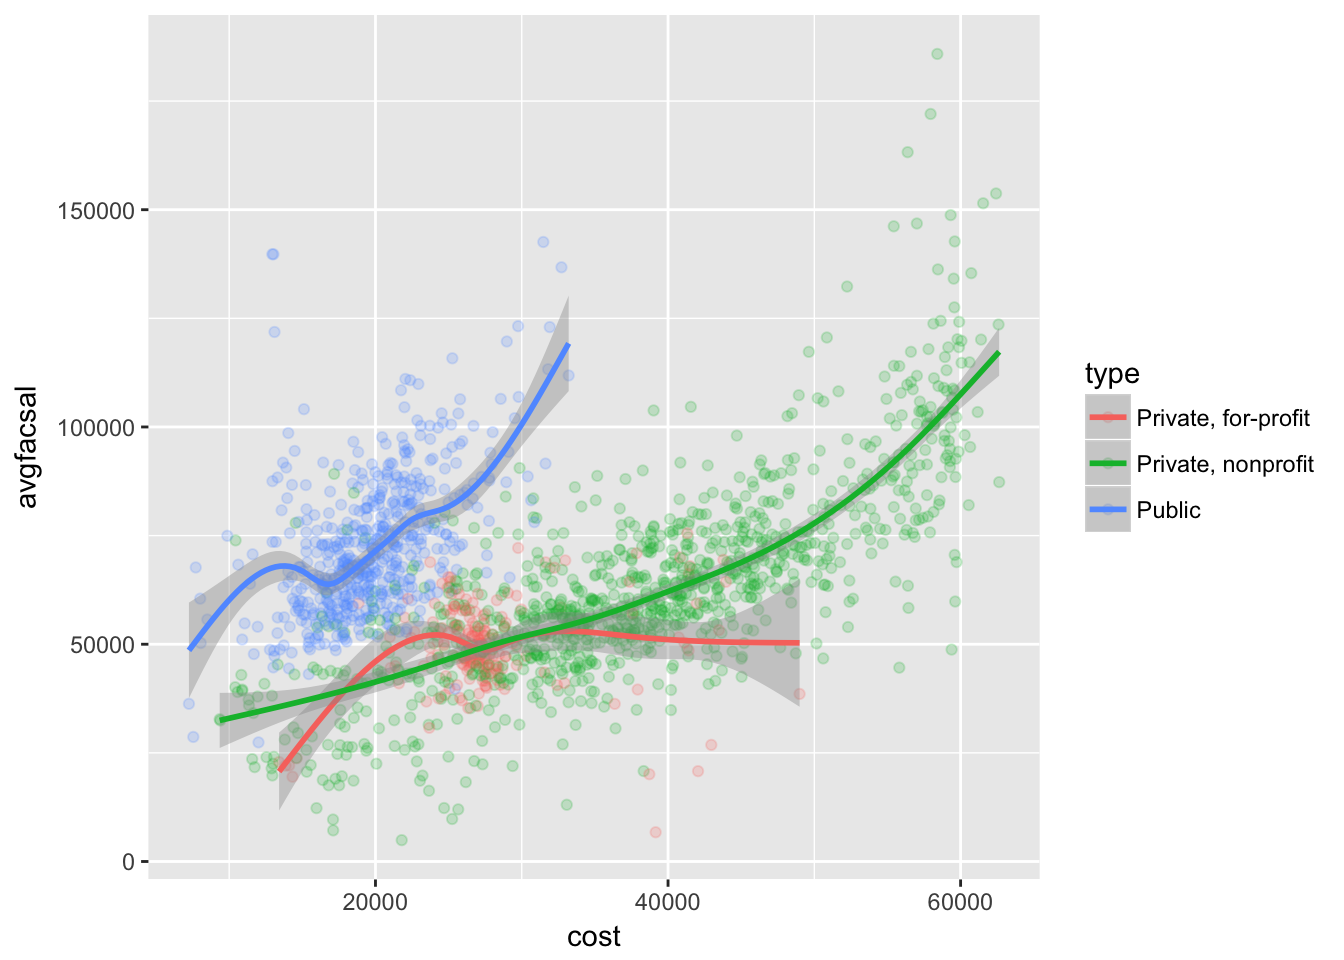 150000
100000
50000
0
avgfacsal
20000
40000
60000
cost
type
Private, for-profit
Private, nonprofit
Public